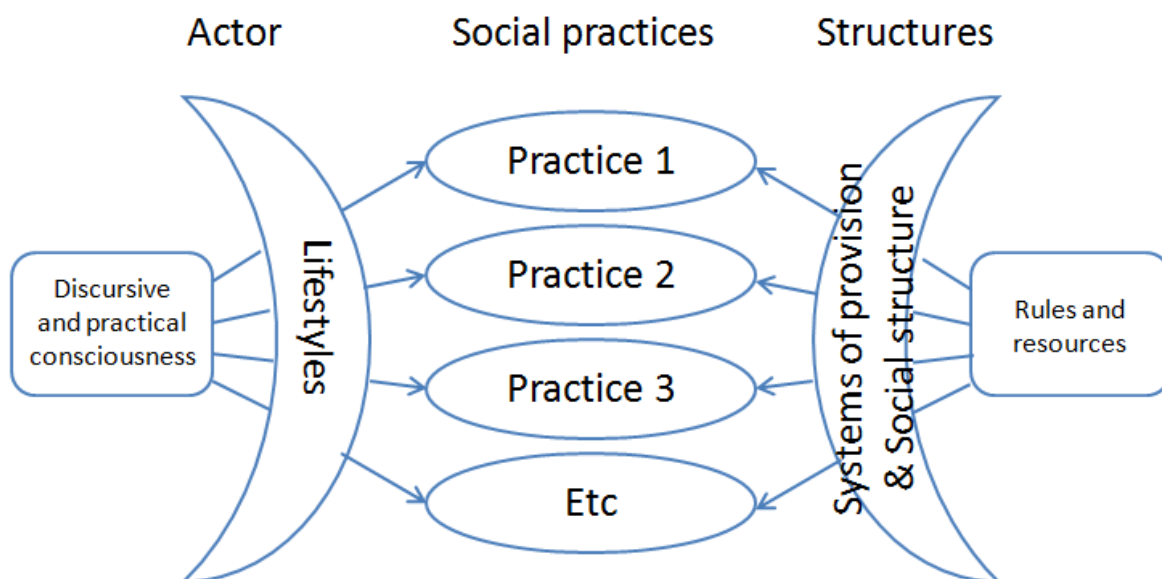 Actor
Social practices
Structures
Discursive
and practical
consciousness
Lifestyles
Practice 1
Practice 2
Practice 3
Etc
Systems of provision
& Social structure
Rules and
resources